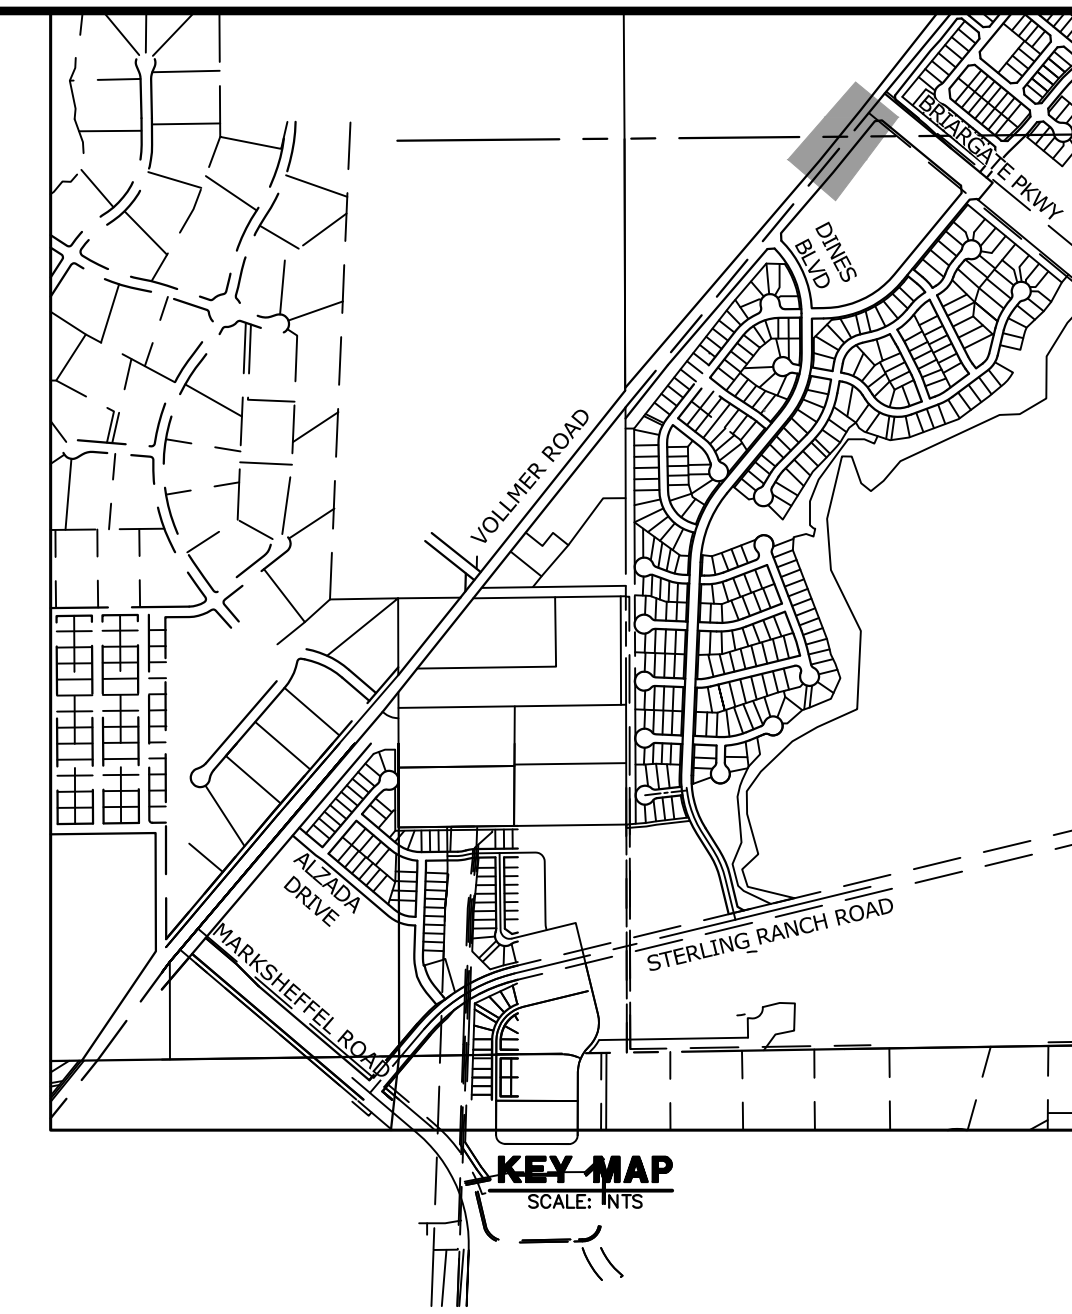 BRIARGATE PKWY
DINES
BLVD
VOLLMER ROAD
ALZADA
DRIVE
MARKSHEFFEL ROAD
STERLING RANCH ROAD
KEY MAP
SCALE: NTS